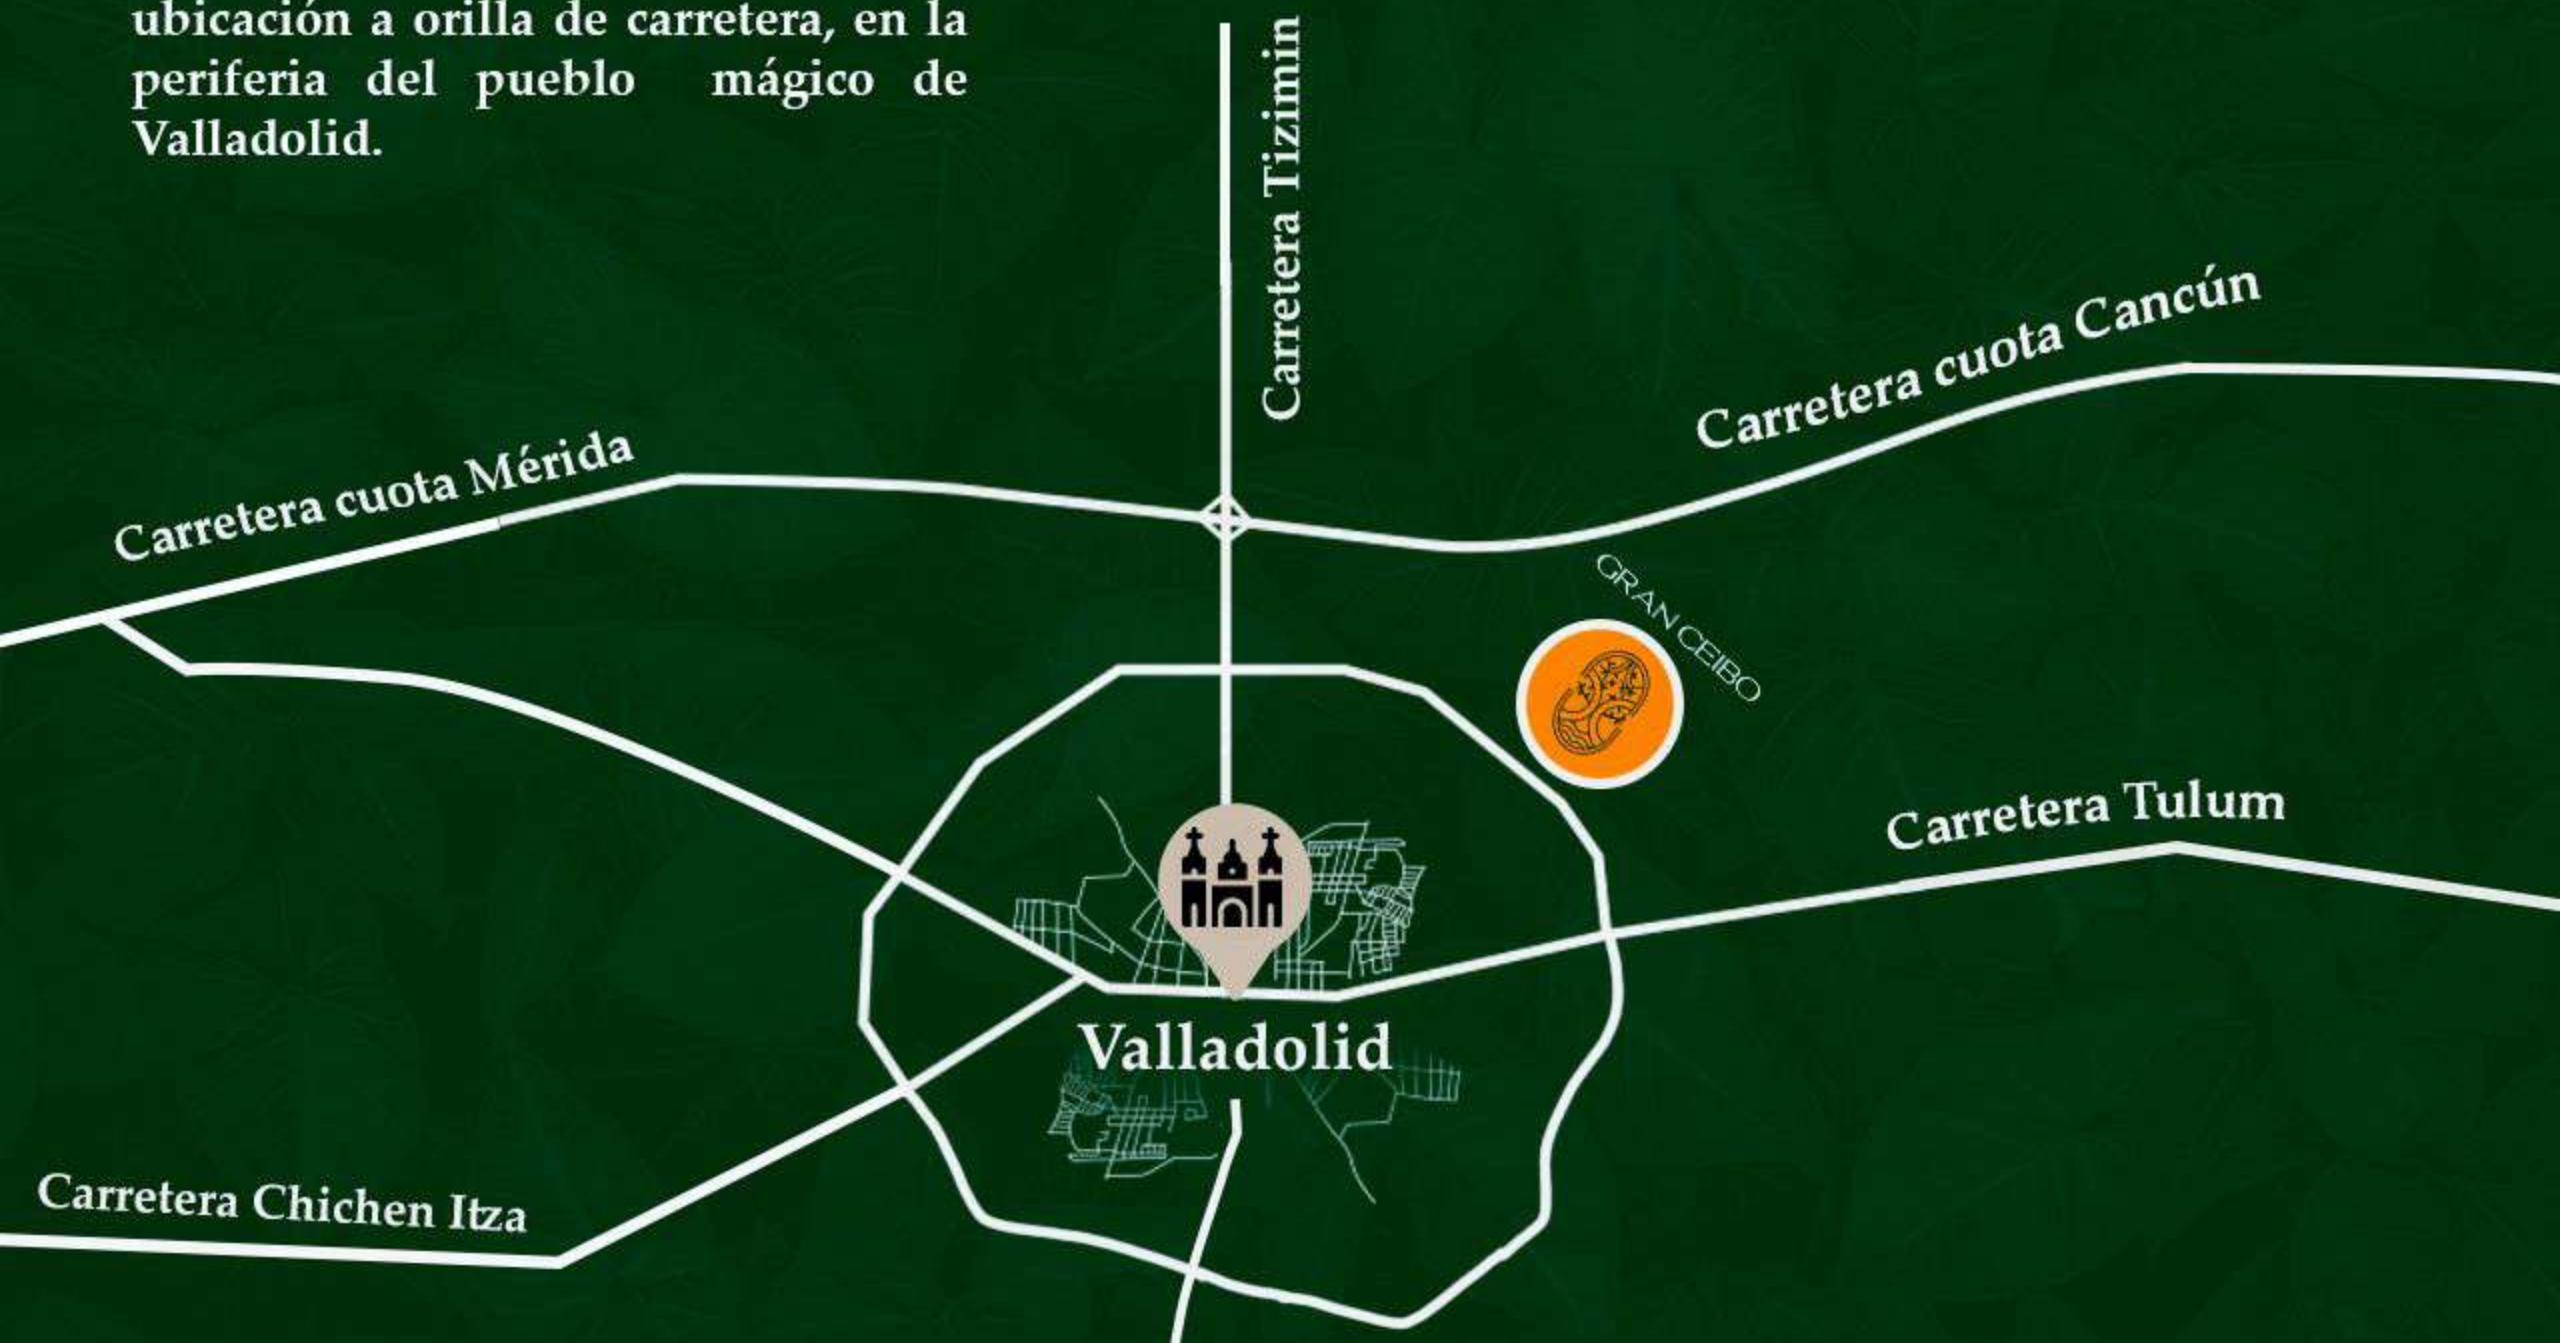 ubicación a orilla de carretera, en la
periferia del pueblo mágico de
Valladolid.
Carretera Tizimin
Carretera cuota Cancún
Carretera cuota Mérida
GRAN CEIBO
Carretera Tulum
Valladolid
Carretera Chichen Itza